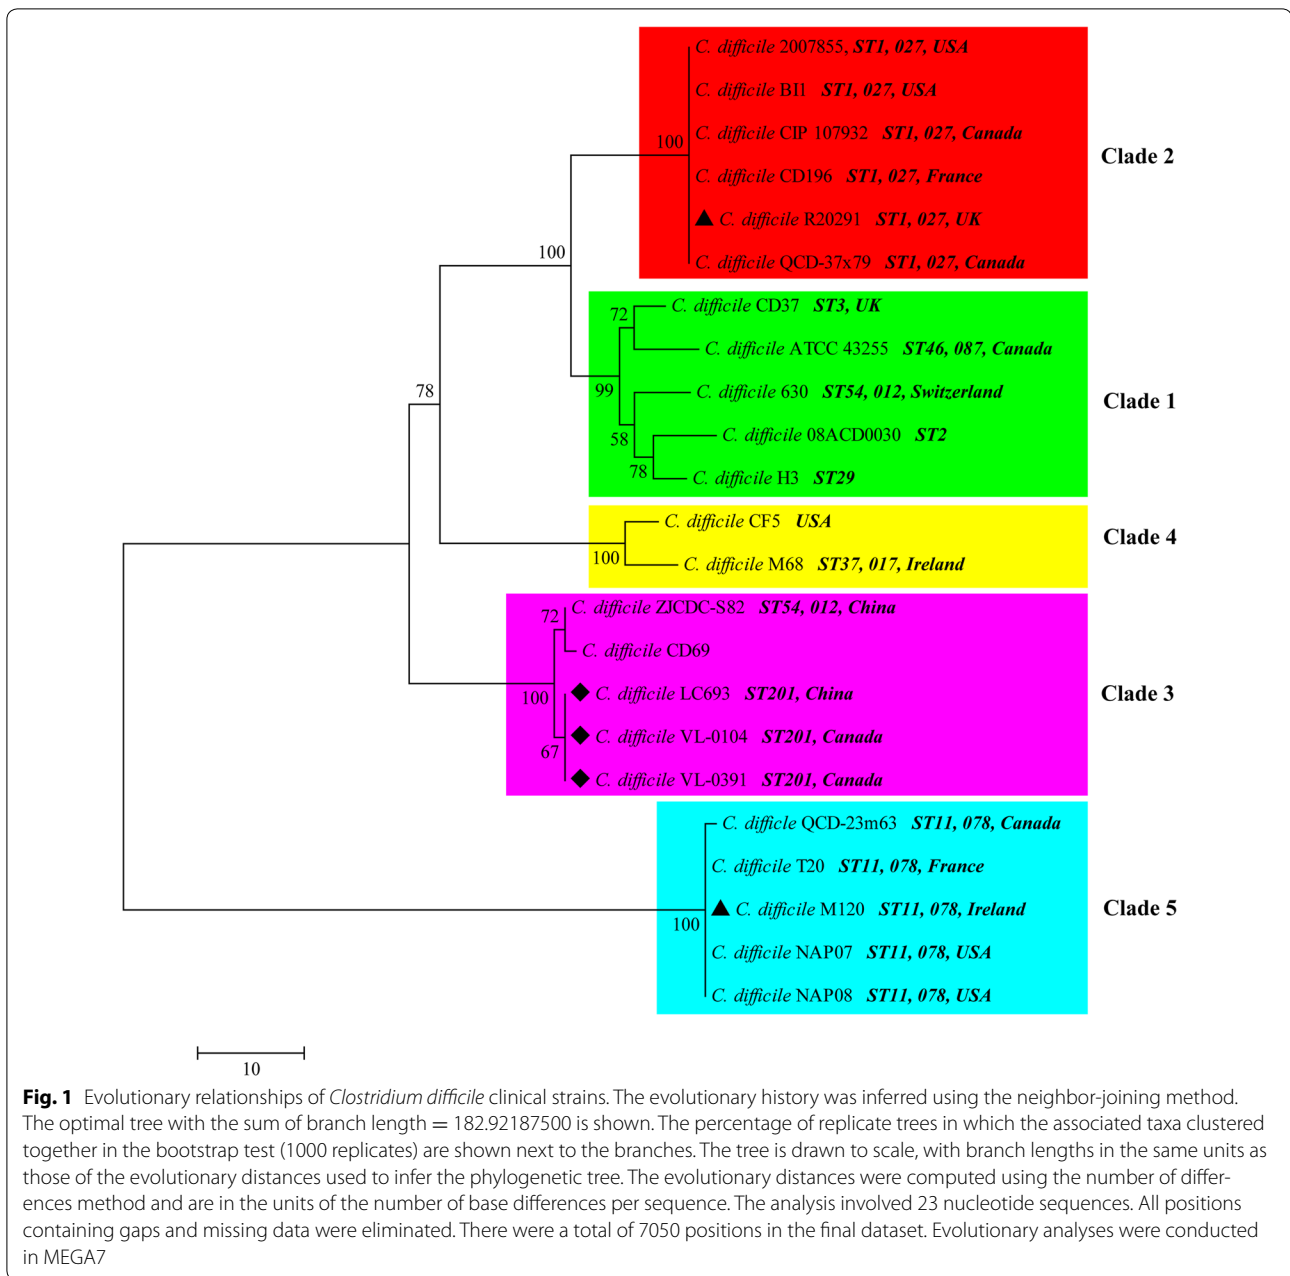 C. difficile 2007855, ST1, 027, USA
C. difficile BI1 ST1, 027, USA
C. difficile CIP 107932 ST1, 027, Canada
100
Clade 2
C. difficile CD196 ST1, 027, France
C. difficile R20291 ST1, 027, UK
100
C. difficile QCD-37x79 ST1, 027, Canada
C. difficile CD37 ST3, UK
72
C. difficile ATCC 43255 ST46, 087, Canada
78
99
C. difficile 630 ST54, 012, Switzerland
Clade 1
58
C. difficile 08ACD0030 ST2
78
C. difficile H3 ST29
C. difficile CF5 USA
Clade 4
100
C. difficile M68 ST37, 017, Ireland
C. difficile ZJCDC-S82 ST54, 012, China
72
C. difficile CD69
100
C. difficile LC693 ST201, China
Clade 3
C. difficile VL-0104 ST201, Canada
67
C. difficile VL-0391 ST201, Canada
C. difficle QCD-23m63 ST11, 078, Canada
C. difficile T20 ST11, 078, France
C. difficile M120 ST11, 078, Ireland
Clade 5
100
C. difficile NAP07 ST11, 078, USA
C. difficile NAP08 ST11, 078, USA
10
Fig. 1 Evolutionary relationships of Clostridium difficile clinical strains. The evolutionary history was inferred using the neighbor-joining method.
The optimal tree with the sum of branch length = 182.92187500 is shown. The percentage of replicate trees in which the associated taxa clustered
together in the bootstrap test (1000 replicates) are shown next to the branches. The tree is drawn to scale, with branch lengths in the same units as
those of the evolutionary distances used to infer the phylogenetic tree. The evolutionary distances were computed using the number of differ-
ences method and are in the units of the number of base differences per sequence. The analysis involved 23 nucleotide sequences. All positions
containing gaps and missing data were eliminated. There were a total of 7050 positions in the final dataset. Evolutionary analyses were conducted
in MEGA7